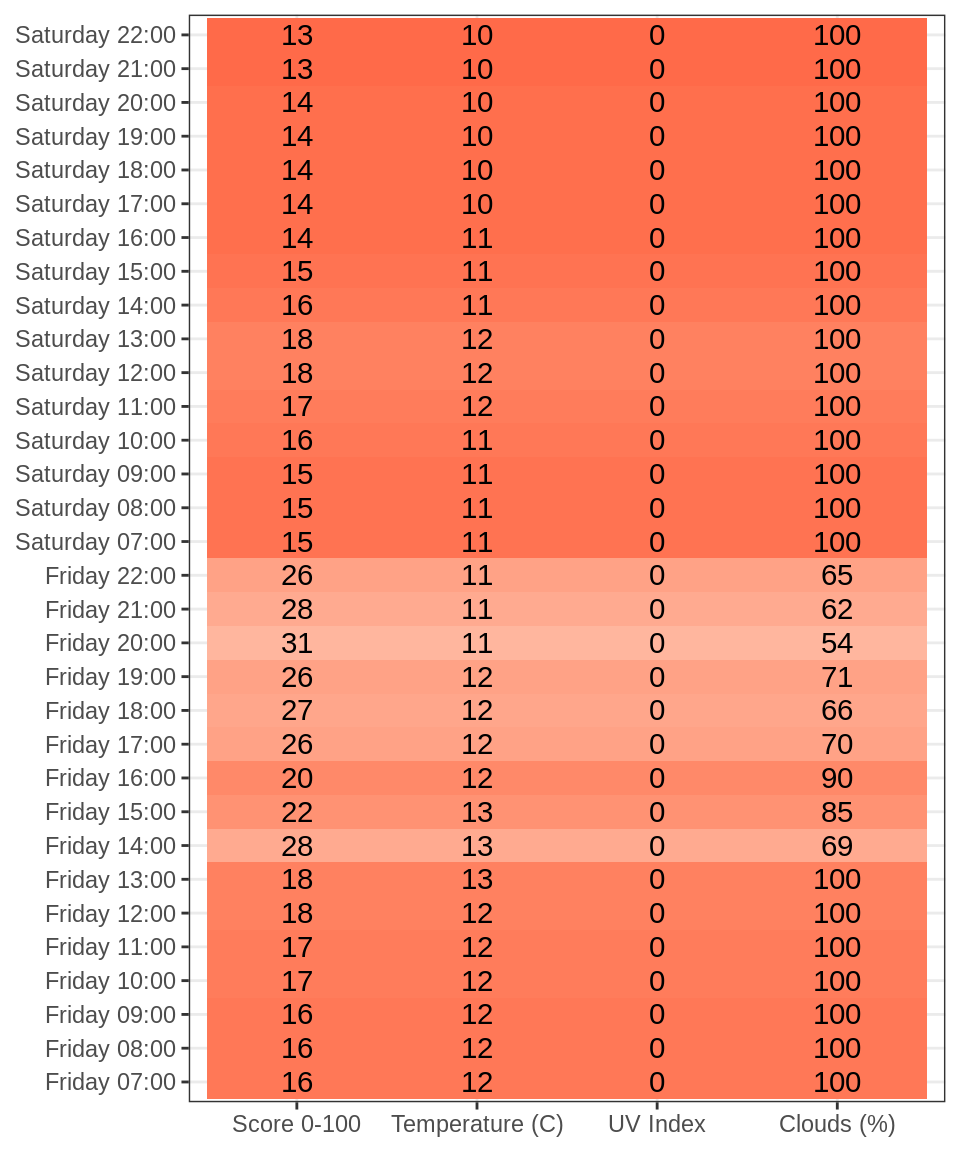 Saturday 22:00 13 10 0 100
Saturday 21:00 13 10 0 100
Saturday 20:00 14 10 0 100
Saturday 19:00 14 10 0 100
Saturday 18:00 14 10 0 100
Saturday 17:00 14 10 0 100
Saturday 16:00 14 11 0 100
Saturday 15:00 15 11 0 100
Saturday 14:00 16 11 0 100
Saturday 13:00 18 12 0 100
Saturday 12:00 18 12 0 100
Saturday 11:00 17 12 0 100
Saturday 10:00 16 11 0 100
Saturday 09:00 15 11 0 100
Saturday 08:00 15 11 0 100
Saturday 07:00 15 11 0 100
Friday 22:00 26 11 0 65
Friday 21:00 28 11 0 62
Friday 20:00 31 11 0 54
Friday 19:00 26 12 0 71
Friday 18:00 27 12 0 66
Friday 17:00 26 12 0 70
Friday 16:00 20 12 0 90
Friday 15:00 22 13 0 85
Friday 14:00 28 13 0 69
Friday 13:00 18 13 0 100
Friday 12:00 18 12 0 100
Friday 11:00 17 12 0 100
Friday 10:00 17 12 0 100
Friday 09:00 16 12 0 100
Friday 08:00 16 12 0 100
Friday 07:00 16 12 0 100
Score 0-100 Temperature (C) UV Index Clouds (%)